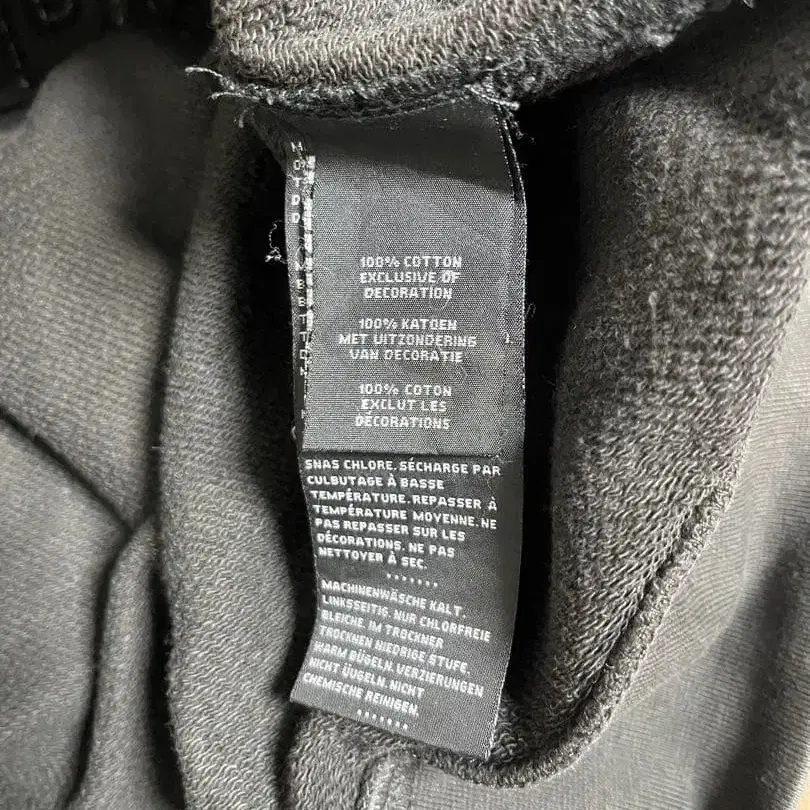 100% COTTON
EXCLUSIVE OF
DECORATION
100% KATOEN
MET UITZONDERING
VAN DECORATIE
100% COTON
EXCLUT LES
DÉCORATIONS
SNAS CHLORE. SÉCHARGE PAR
CULBUTAGE À BASSE
TEMPÉRATURE. REPASSER À
TEMPÉRATURE MOYENNE. NE
PAS REPASSER SUR LES
DÉCORATIONS. NE PAS
NETTOYER À SEC.
MACHINENWÄSCHE KALT.
LINKSSEITIG. NUR CHLORFREIE
BLEICHE. IM TROCKNER
TROCKNEN NIEDRIGE STUFE.
WARM BÜGELN. VERZIERUNGEN
NICHT ÜUGELN. NICHT
CHEMISCHE REINIGEN.